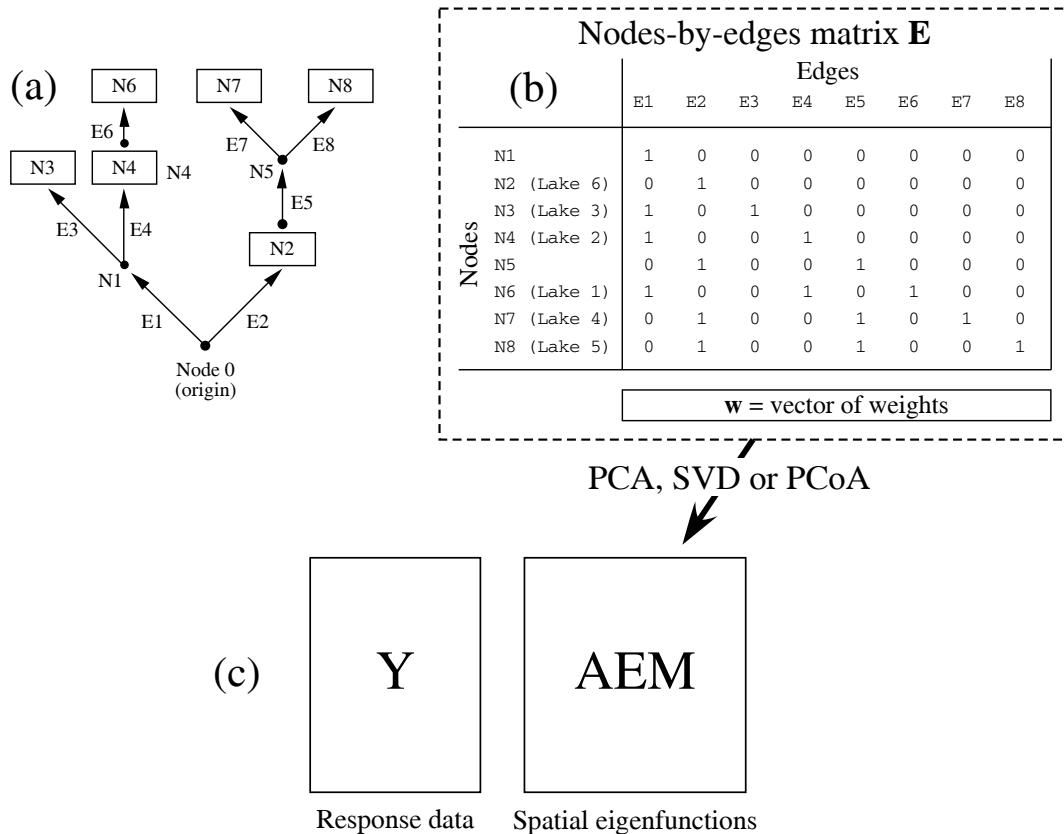 (a)
N6
N7
N8
E6
E7
E8
N3
N4
N4
N5
E5
E3
E4
N2
N1
E1
E2
Node 0
(origin)
Nodes-by-edges matrix E
(b)
Edges
E1 E2 E3 E4 E5 E6 E7 E8
Nodes
N1 1 0 0 0 0 0 0 0
N2 (Lake 6) 0 1 0 0 0 0 0 0
N3 (Lake 3) 1 0 1 0 0 0 0 0
N4 (Lake 2) 1 0 0 1 0 0 0 0
N5 0 1 0 0 1 0 0 0
N6 (Lake 1) 1 0 0 1 0 1 0 0
N7 (Lake 4) 0 1 0 0 1 0 1 0
N8 (Lake 5) 0 1 0 0 1 0 0 1
w = vector of weights
PCA, SVD or PCoA
(c)
Y
AEM
Response data
Spatial eigenfunctions